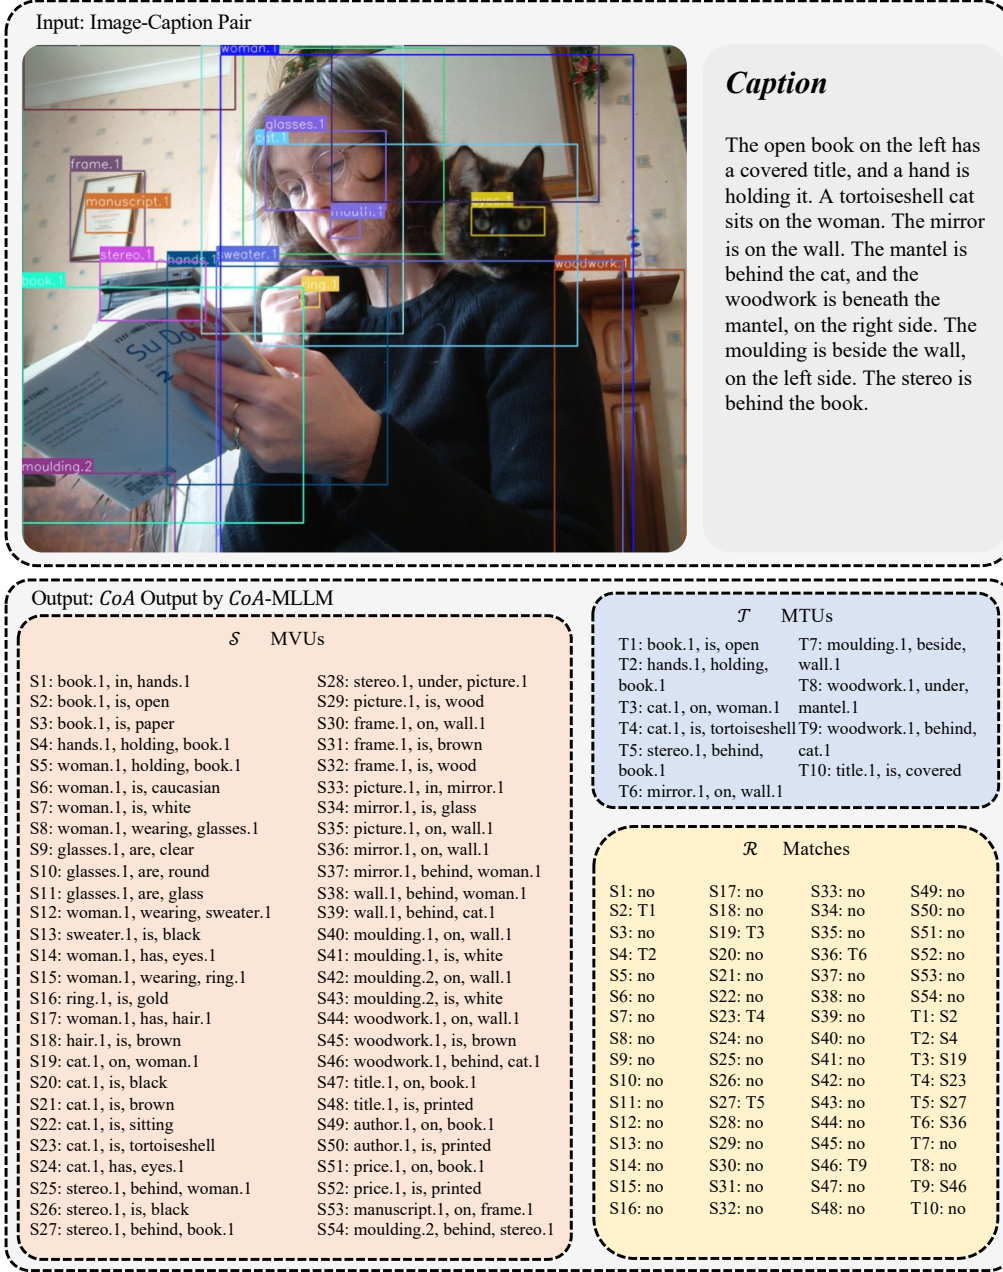 Input: Image-Caption Pair
woman.1
glasses.1
cat.1
frame.1
manuscript.1
eyes.1
mouth.1
stereo.1
hands.1
sweater.1
woodwork.1
book.1
ring.1
SuDo
2
moulding.2
Caption
The open book on the left has
a covered title, and a hand is
holding it. A tortoiseshell cat
sits on the woman. The mirror
is on the wall. The mantel is
behind the cat, and the
woodwork is beneath the
mantel, on the right side. The
moulding is beside the wall,
on the left side. The stereo is
behind the book.
Output: CoA Output by CoA-MLLM
𝒮 MVUs
S1: book.1, in, hands.1
S2: book.1, is, open
S3: book.1, is, paper
S4: hands.1, holding, book.1
S5: woman.1, holding, book.1
S6: woman.1, is, caucasian
S7: woman.1, is, white
S8: woman.1, wearing, glasses.1
S9: glasses.1, are, clear
S10: glasses.1, are, round
S11: glasses.1, are, glass
S12: woman.1, wearing, sweater.1
S13: sweater.1, is, black
S14: woman.1, has, eyes.1
S15: woman.1, wearing, ring.1
S16: ring.1, is, gold
S17: woman.1, has, hair.1
S18: hair.1, is, brown
S19: cat.1, on, woman.1
S20: cat.1, is, black
S21: cat.1, is, brown
S22: cat.1, is, sitting
S23: cat.1, is, tortoiseshell
S24: cat.1, has, eyes.1
S25: stereo.1, behind, woman.1
S26: stereo.1, is, black
S27: stereo.1, behind, book.1
S28: stereo.1, under, picture.1
S29: picture.1, is, wood
S30: frame.1, on, wall.1
S31: frame.1, is, brown
S32: frame.1, is, wood
S33: picture.1, in, mirror.1
S34: mirror.1, is, glass
S35: picture.1, on, wall.1
S36: mirror.1, on, wall.1
S37: mirror.1, behind, woman.1
S38: wall.1, behind, woman.1
S39: wall.1, behind, cat.1
S40: moulding.1, on, wall.1
S41: moulding.1, is, white
S42: moulding.2, on, wall.1
S43: moulding.2, is, white
S44: woodwork.1, on, wall.1
S45: woodwork.1, is, brown
S46: woodwork.1, behind, cat.1
S47: title.1, on, book.1
S48: title.1, is, printed
S49: author.1, on, book.1
S50: author.1, is, printed
S51: price.1, on, book.1
S52: price.1, is, printed
S53: manuscript.1, on, frame.1
S54: moulding.2, behind, stereo.1
𝒯 MTUs
T1: book.1, is, open
T2: hands.1, holding,
book.1
T3: cat.1, on, woman.1
T4: cat.1, is, tortoiseshell
T5: stereo.1, behind,
book.1
T6: mirror.1, on, wall.1
T7: moulding.1, beside,
wall.1
T8: woodwork.1, under,
mantel.1
T9: woodwork.1, behind,
cat.1
T10: title.1, is, covered
ℛ Matches
S1: no
S2: T1
S3: no
S4: T2
S5: no
S6: no
S7: no
S8: no
S9: no
S10: no
S11: no
S12: no
S13: no
S14: no
S15: no
S16: no
S17: no
S18: no
S19: T3
S20: no
S21: no
S22: no
S23: T4
S24: no
S25: no
S26: no
S27: T5
S28: no
S29: no
S30: no
S31: no
S32: no
S33: no
S34: no
S35: no
S36: T6
S37: no
S38: no
S39: no
S40: no
S41: no
S42: no
S43: no
S44: no
S45: no
S46: T9
S47: no
S48: no
S49: no
S50: no
S51: no
S52: no
S53: no
S54: no
T1: S2
T2: S4
T3: S19
T4: S23
T5: S27
T6: S36
T7: no
T8: no
T9: S46
T10: no